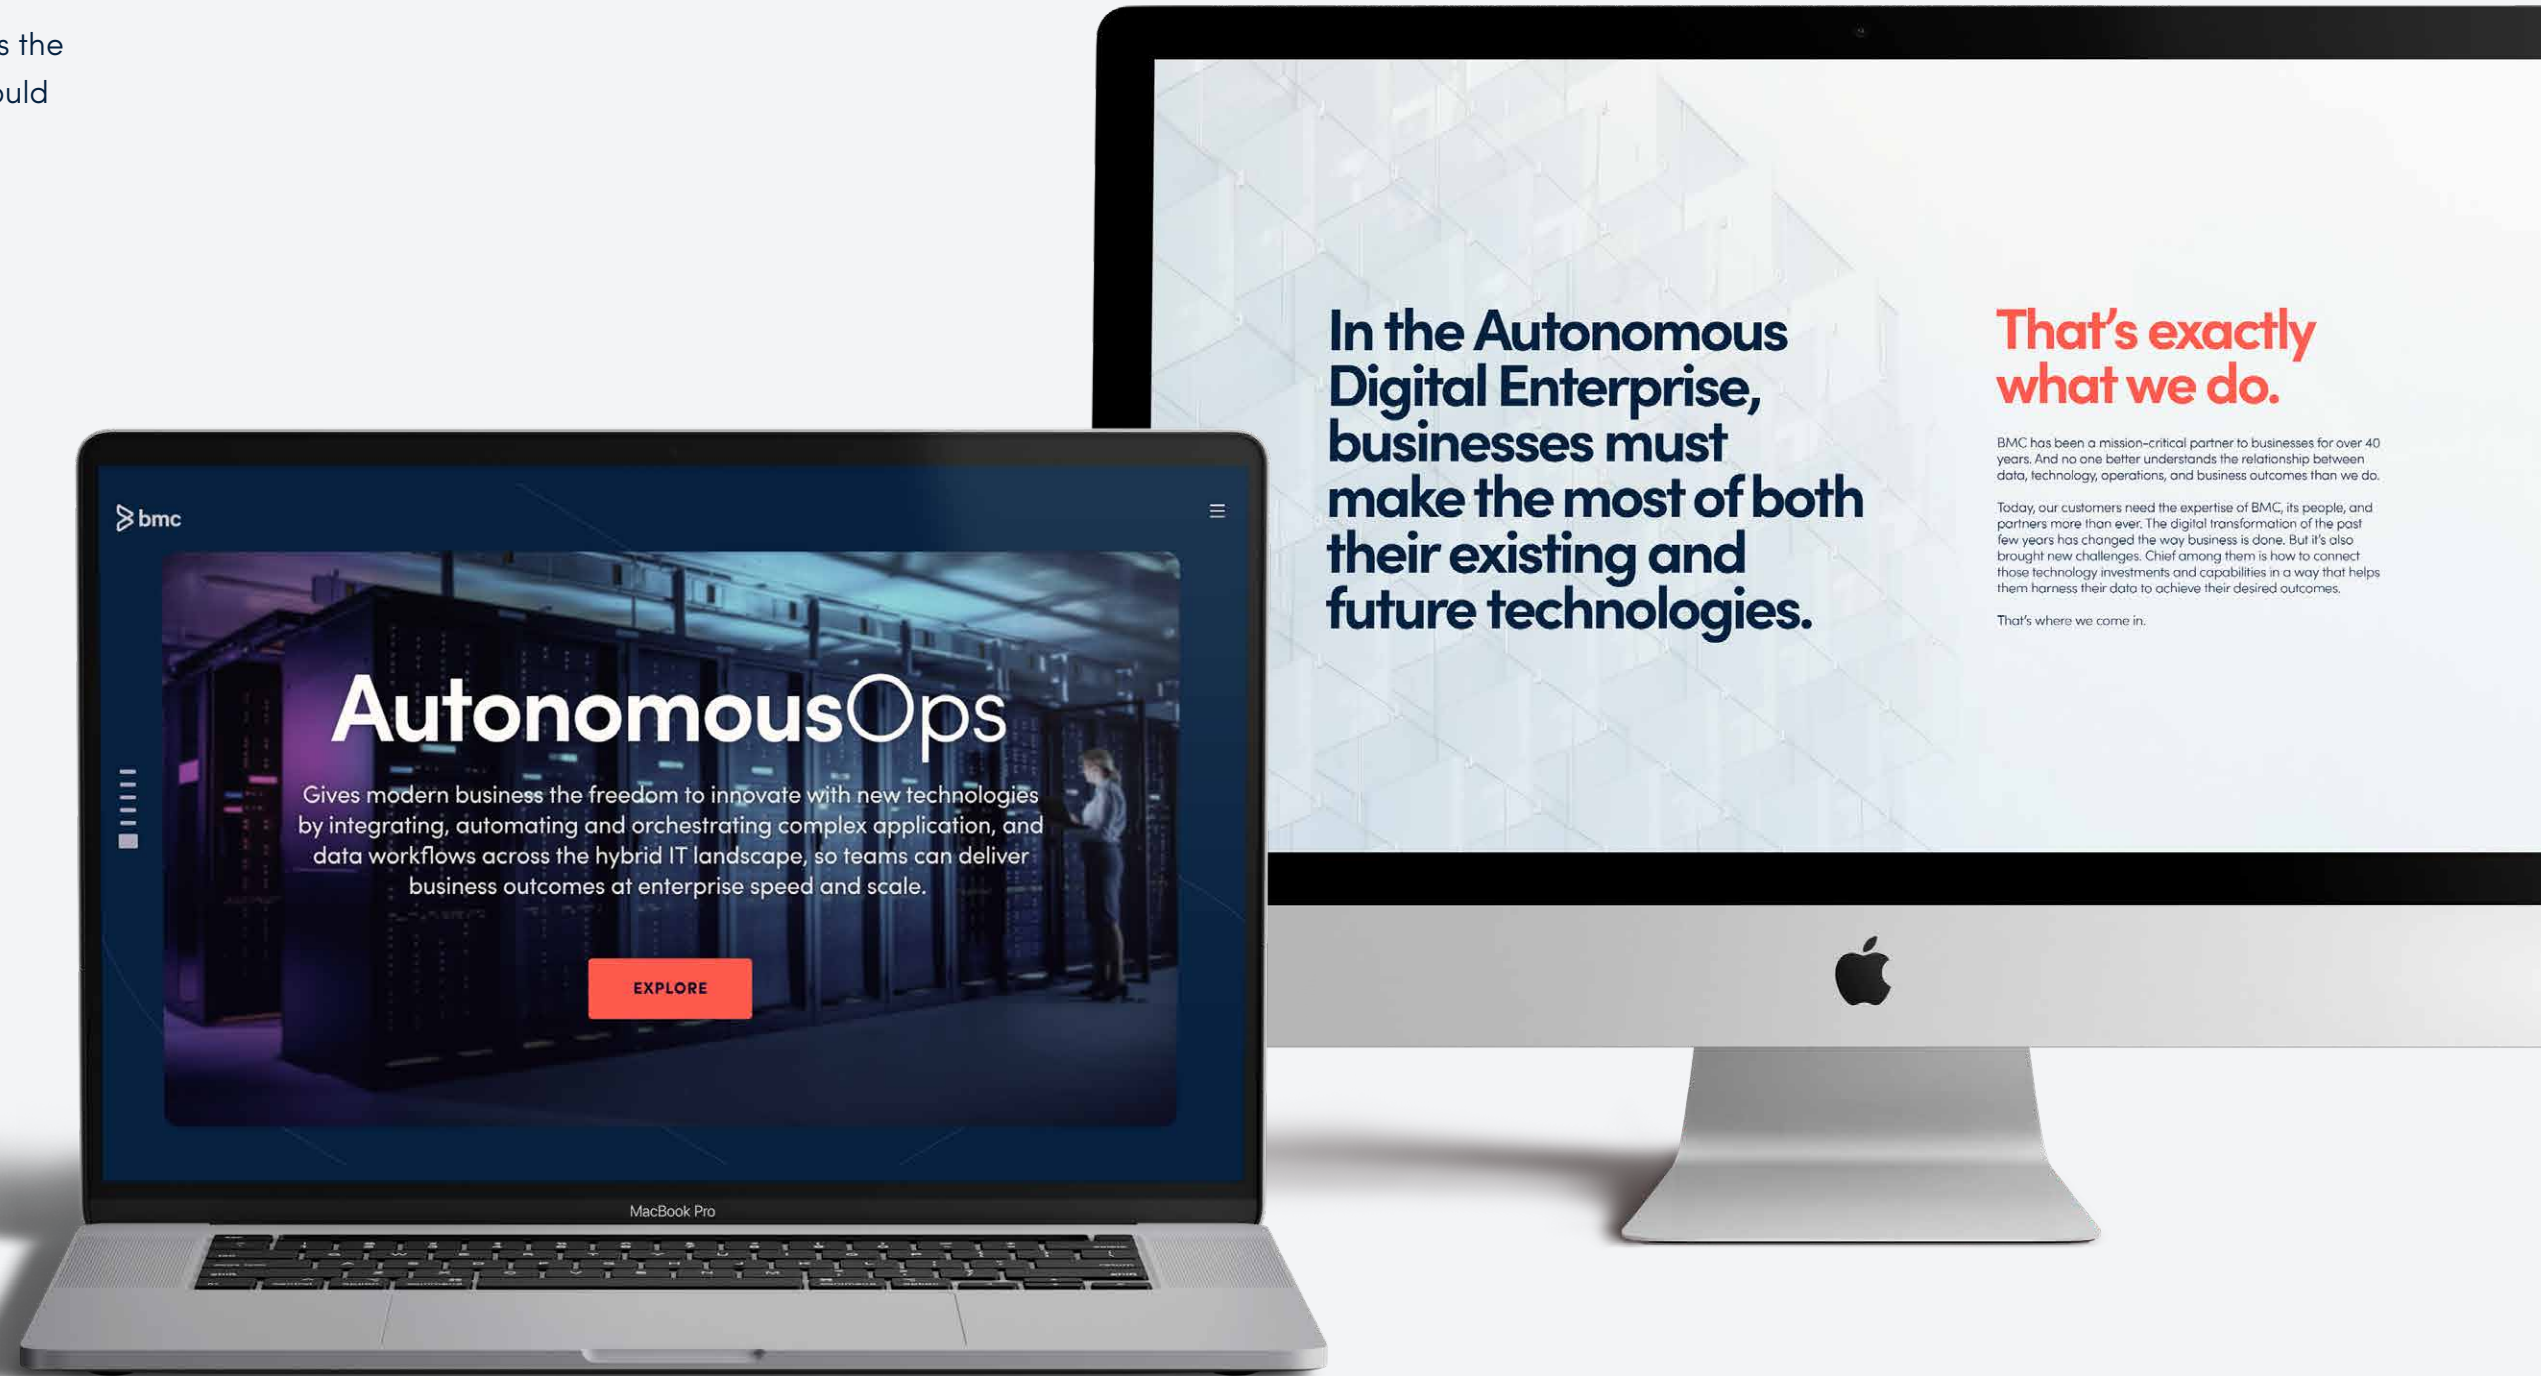 s the
ould
bmc
AutonomousOps
Gives modern business the freedom to innovate with new technologies
by integrating, automating and orchestrating complex application, and
data workflows across the hybrid IT landscape, so teams can deliver
business outcomes at enterprise speed and scale.
EXPLORE
MacBook Pro
In the Autonomous
Digital Enterprise,
businesses must
make the most of both
their existing and
future technologies.
That's exactly
what we do.
BMC has been a mission-critical partner to businesses for over 40
years. And no one better understands the relationship between
data, technology, operations, and business outcomes than we do.
Today, our customers need the expertise of BMC, its people, and
partners more than ever. The digital transformation of the past
few years has changed the way business is done. But it's also
brought new challenges. Chief among them is how to connect
those technology investments and capabilities in a way that helps
them harness their data to achieve their desired outcomes.
That's where we come in.